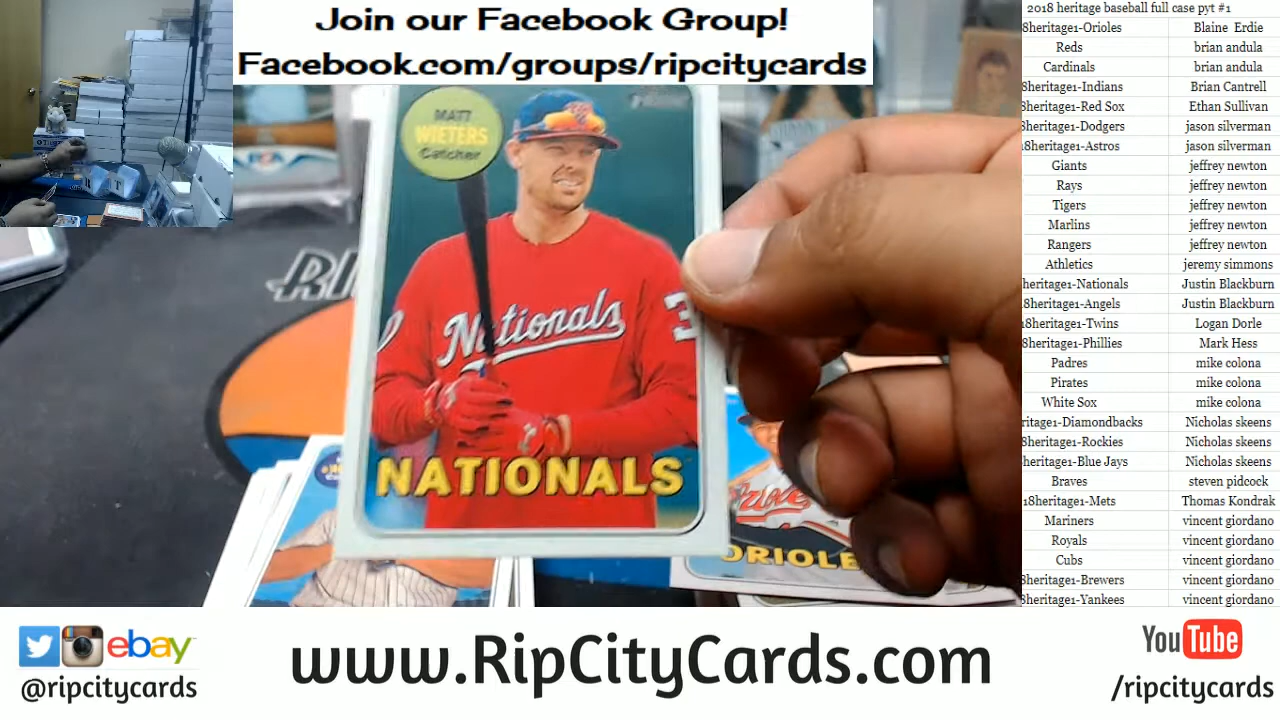 Join our Facebook Group!
Facebook.com/groups/ripcitycards
MATT
WIETERS
Catcher
Nationals
3
NATIONALS
ORIOLE
2018 heritage baseball full case pyt #1
8heritage1-Orioles Blaine Erdie
Reds brian andula
Cardinals brian andula
8heritage1-Indians Brian Cantrell
8heritage1-Red Sox Ethan Sullivan
8heritage1-Dodgers jason silverman
18heritage1-Astros jason silverman
Giants jeffrey newton
Rays jeffrey newton
Tigers jeffrey newton
Marlins jeffrey newton
Rangers jeffrey newton
Athletics jeremy simmons
heritage1-Nationals Justin Blackburn
18heritage1-Angels Justin Blackburn
18heritage1-Twins Logan Dorle
8heritage1-Phillies Mark Hess
Padres mike colona
Pirates mike colona
White Sox mike colona
ritage1-Diamondbacks Nicholas skeens
8heritage1-Rockies Nicholas skeens
heritage1-Blue Jays Nicholas skeens
Braves steven pidcock
18heritage1-Mets Thomas Kondrak
Mariners vincent giordano
Royals vincent giordano
Cubs vincent giordano
8heritage1-Brewers vincent giordano
8heritage1-Yankees vincent giordano
ebay
@ripcitycards
www.RipCityCards.com
YouTube
/ripcitycards